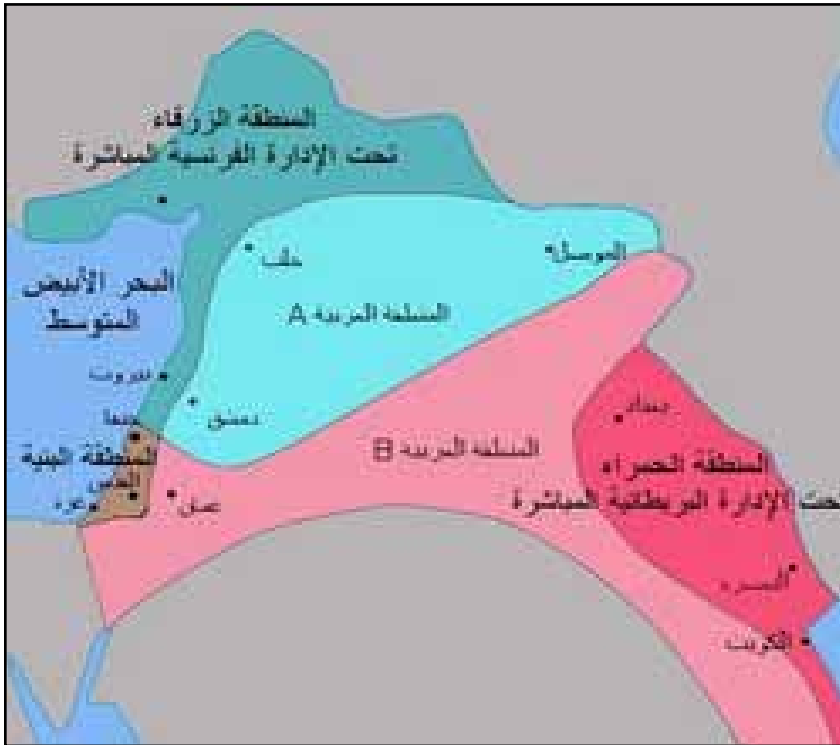 المنطقة الزرقاء
تحت الإدارة الفرنسية المباشرة
حلب
الموصل
البحر الأبيض
المتوسط
المنطقة العربية A
بيروت
دمشق
بغداد
حيفا
المنطقة العربية B
المنطقة البنية
المنطقة الحمراء
القدس
غزة
عمان
تحت الإدارة البريطانية المباشرة
البصرة
الكويت